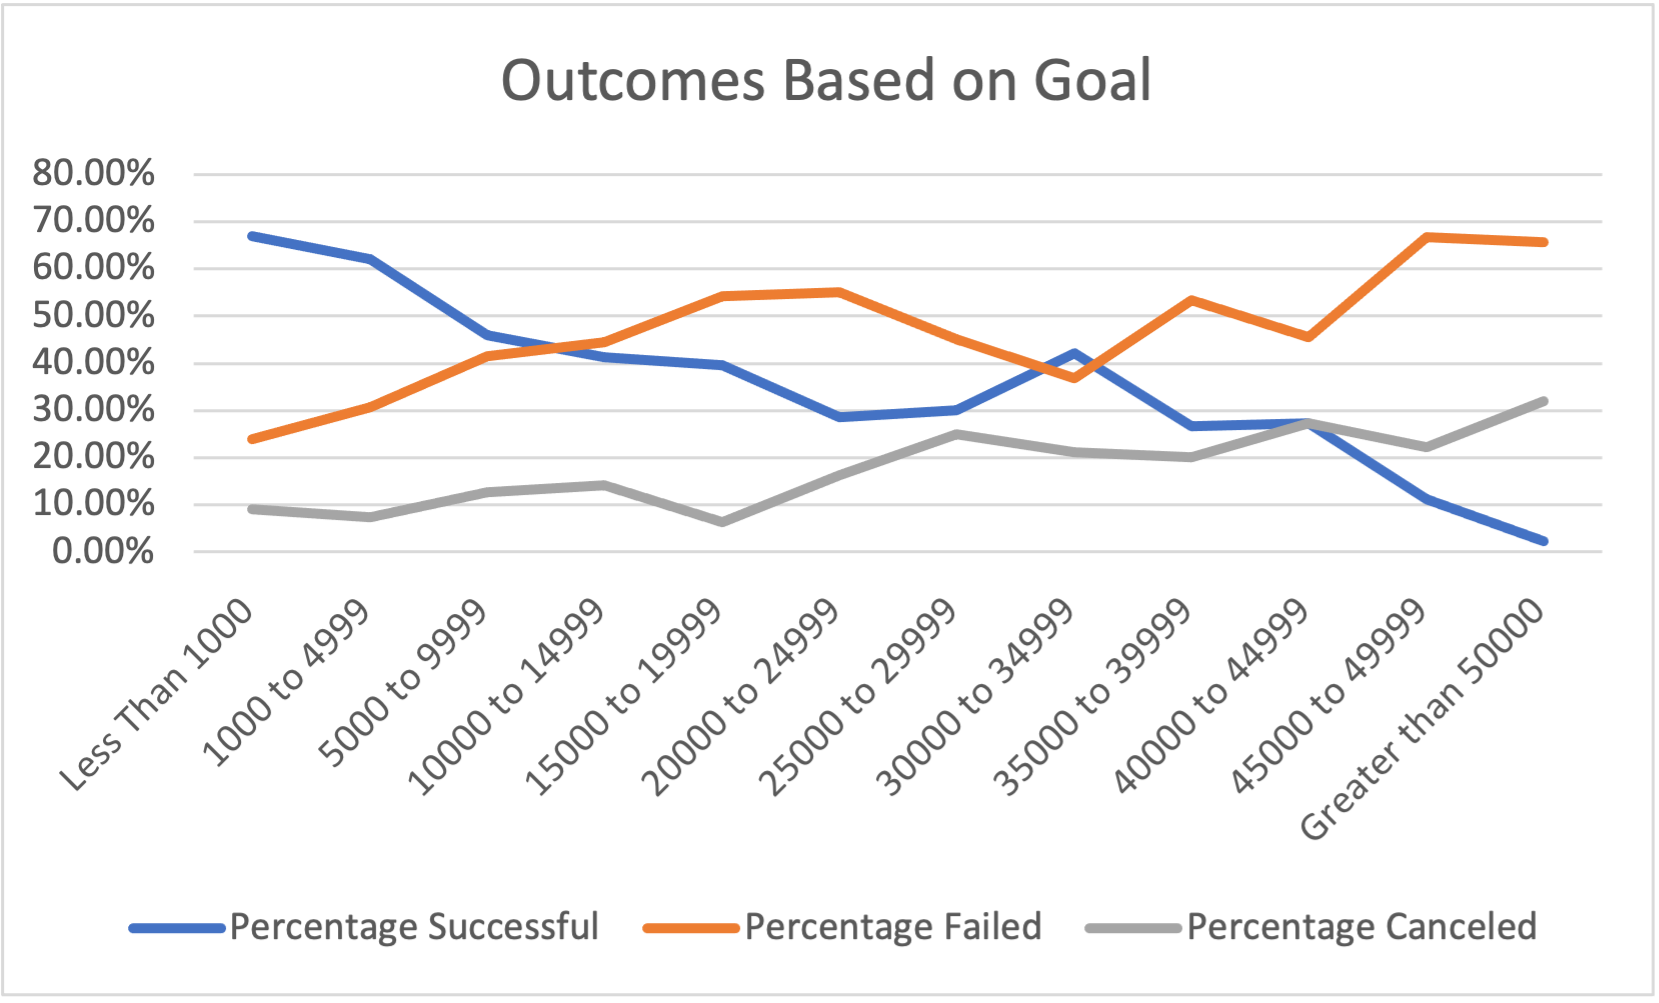 Outcomes Based on Goal
80.00%
70.00%
60.00%
50.00%
40.00%
30.00%
20.00%
10.00%
0.00%
Less Than 1000
1000 to 4999
5000 to 9999
10000 to 14999
15000 to 19999
20000 to 24999
25000 to 29999
30000 to 34999
35000 to 39999
40000 to 44999
45000 to 49999
Greater than 50000
Percentage Successful
Percentage Failed
Percentage Canceled